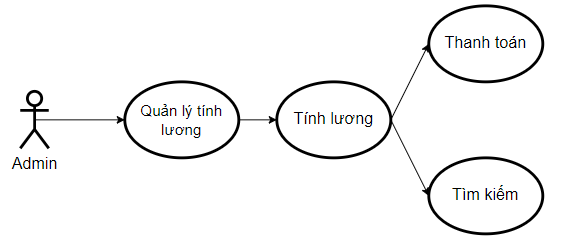 Thanh toán
Quản lý tính
lương
Tính lương
Admin
Tìm kiếm